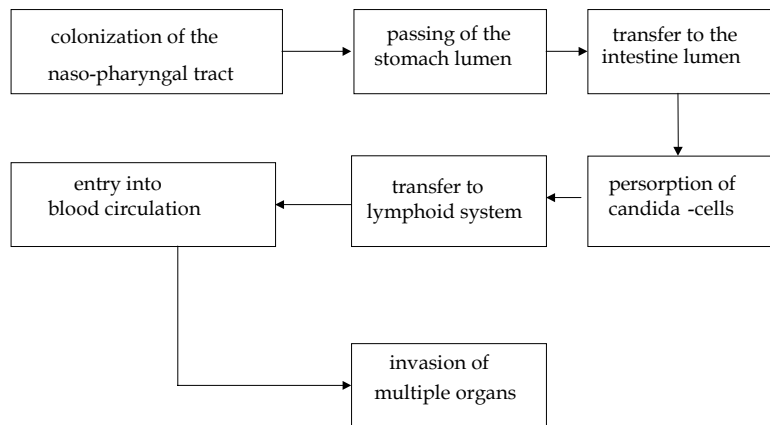 colonization of the
naso-pharyngal tract
passing of the
stomach lumen
transfer to the
intestine lumen
persorption of
candida -cells
transfer to
lymphoid system
entry into
blood circulation
invasion of
multiple organs